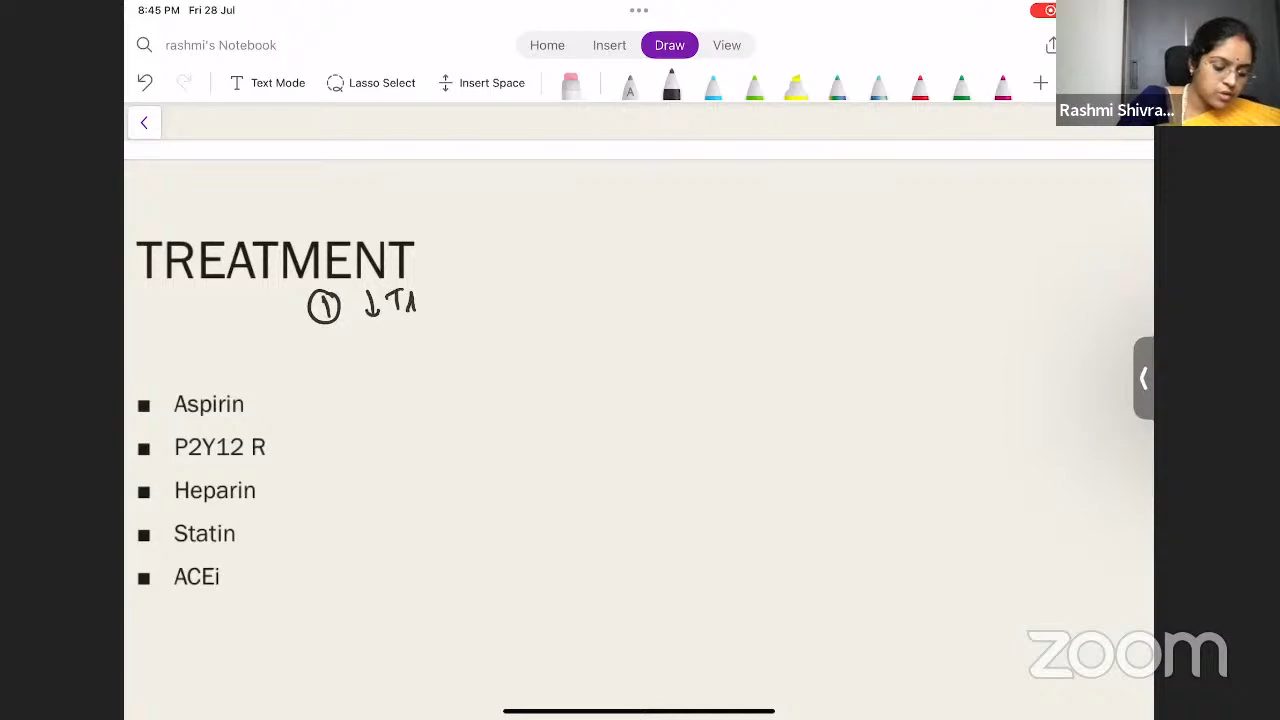 8:45 PM Fri 28 Jul
rashmi's Notebook
Home Insert Draw View
Text Mode Lasso Select Insert Space
A
Rashmi Shivra...
TREATMENT
① ↓
■ Aspirin
■ P2Y12 R
■ Heparin
■ Statin
■ ACEi
zoom